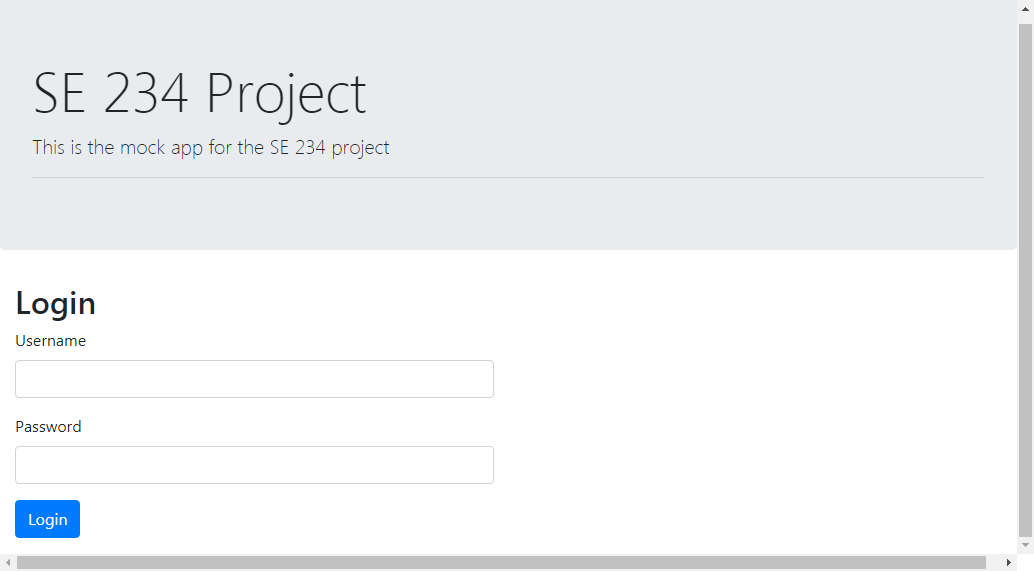 SE 234 Project
This is the mock app for the SE 234 project
Login
Username
Password
Login